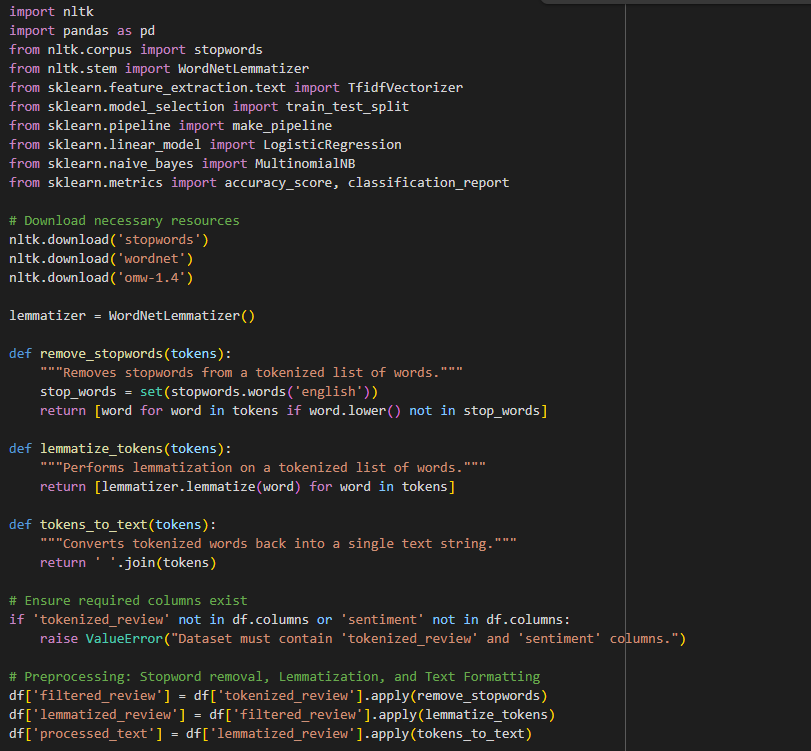 import nltk
import pandas as pd
from nltk.corpus import stopwords
from nltk.stem import WordNetLemmatizer
from sklearn.feature_extraction.text import TfidfVectorizer
from sklearn.model_selection import train_test_split
from sklearn.pipeline import make_pipeline
from sklearn.linear_model import LogisticRegression
from sklearn.naive_bayes import MultinomialNB
from sklearn.metrics import accuracy_score, classification_report

# Download necessary resources
nltk.download('stopwords')
nltk.download('wordnet')
nltk.download('omw-1.4')

lemmatizer = WordNetLemmatizer()

def remove_stopwords(tokens):
    """Removes stopwords from a tokenized list of words."""
    stop_words = set(stopwords.words('english'))
    return [word for word in tokens if word.lower() not in stop_words]

def lemmatize_tokens(tokens):
    """Performs lemmatization on a tokenized list of words."""
    return [lemmatizer.lemmatize(word) for word in tokens]

def tokens_to_text(tokens):
    """Converts tokenized words back into a single text string."""
    return ' '.join(tokens)

# Ensure required columns exist
if 'tokenized_review' not in df.columns or 'sentiment' not in df.columns:
    raise ValueError("Dataset must contain 'tokenized_review' and 'sentiment' columns.")

# Preprocessing: Stopword removal, Lemmatization, and Text Formatting
df['filtered_review'] = df['tokenized_review'].apply(remove_stopwords)
df['lemmatized_review'] = df['filtered_review'].apply(lemmatize_tokens)
df['processed_text'] = df['lemmatized_review'].apply(tokens_to_text)